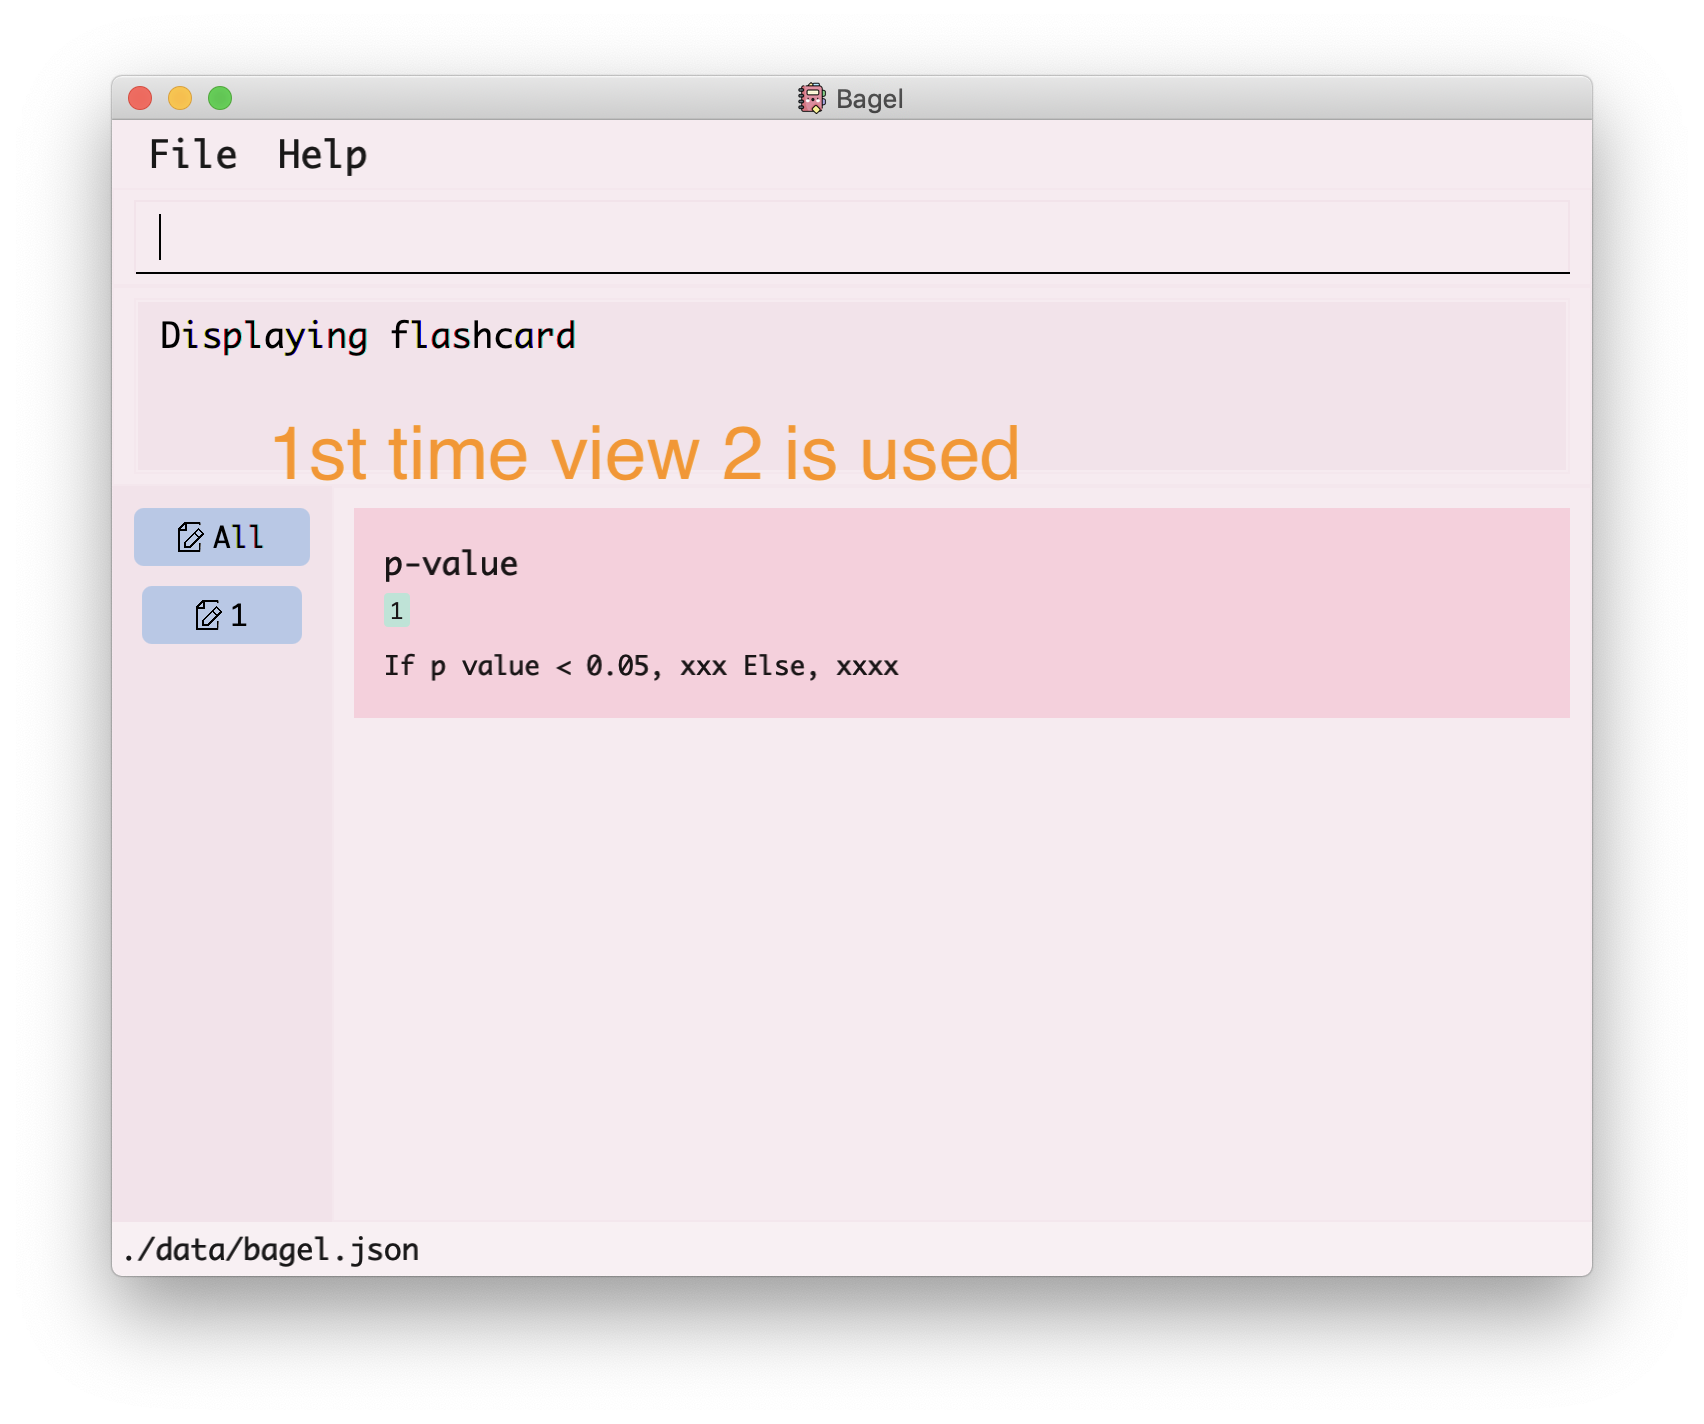 Bagel
File Help
Displaying flashcard
1st time view 2 is used
All
1
p-value
1
If p value < 0.05, xxx Else, xxxx
./data/bagel.json